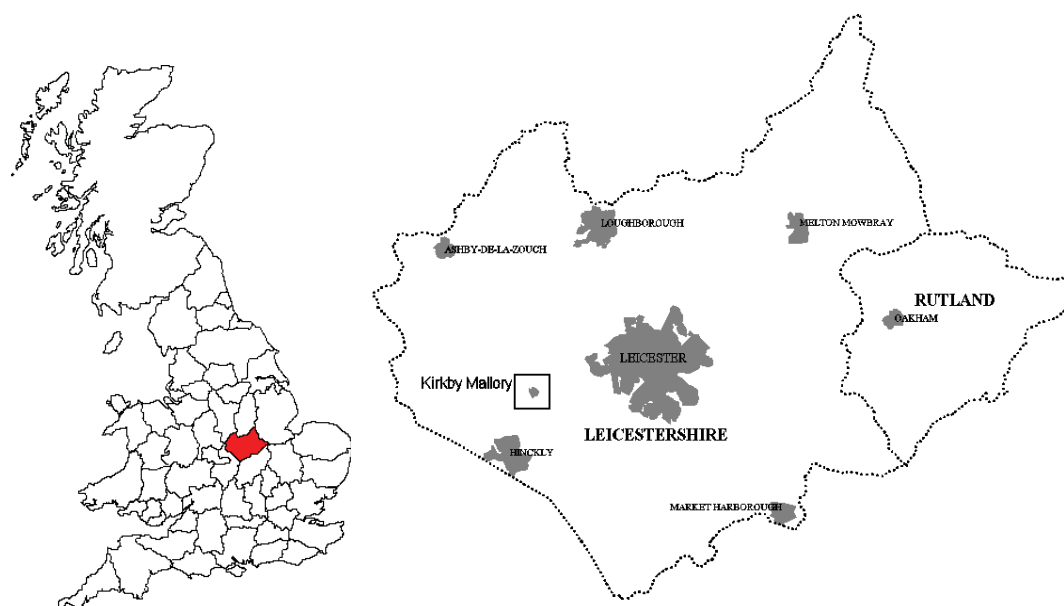 LOUGHBOROUGH
MELTON MOWBRAY
ASHBY-DE-LA-ZOUCH
RUTLAND
OAKHAM
LEICESTER
Kirkby Mallory
LEICESTERSHIRE
HINCKLY
MARKET HARBOROUGH